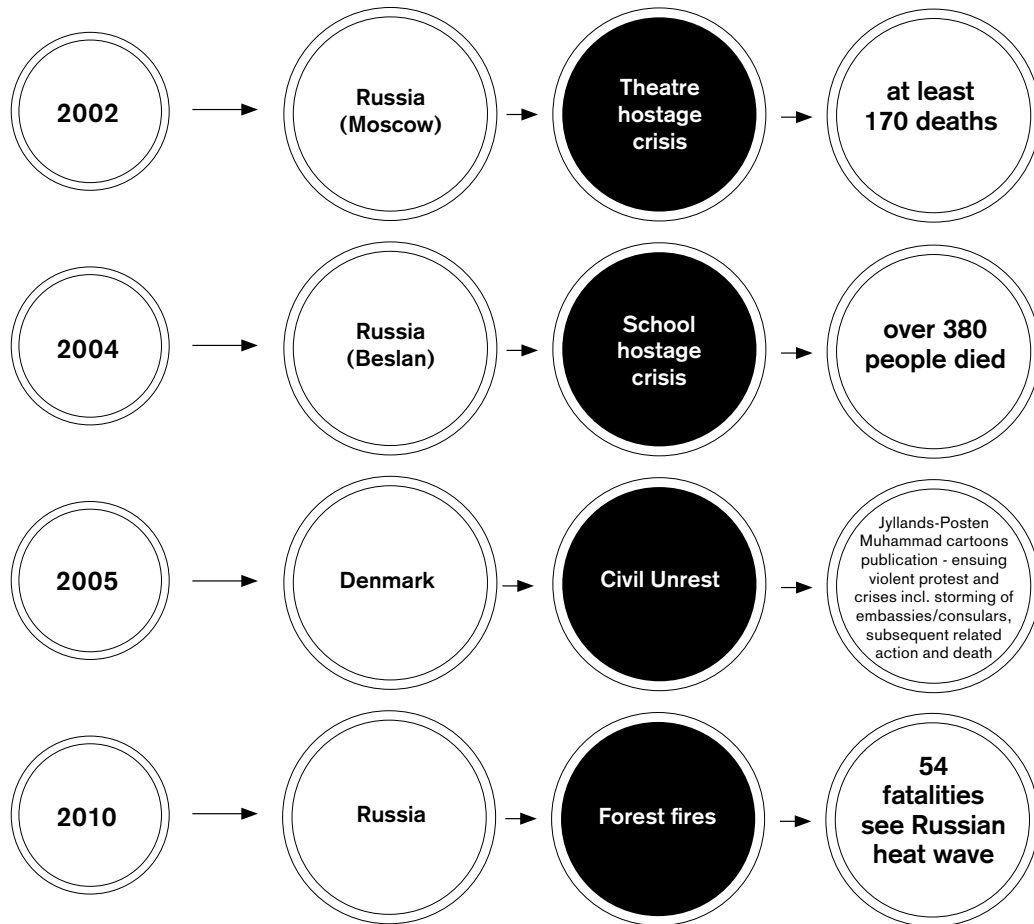 2002
Russia
(Moscow)
Theatre
hostage
crisis
at least
170 deaths
2004
Russia
(Beslan)
School
hostage
crisis
over 380
people died
2005
Denmark
Civil Unrest
Jyllands-Posten
Muhammad cartoons
publication - ensuing
violent protest and
crises incl. storming of
embassies/consulars,
subsequent related
action and death
2010
Russia
Forest fires
54
fatalities
see Russian
heat wave